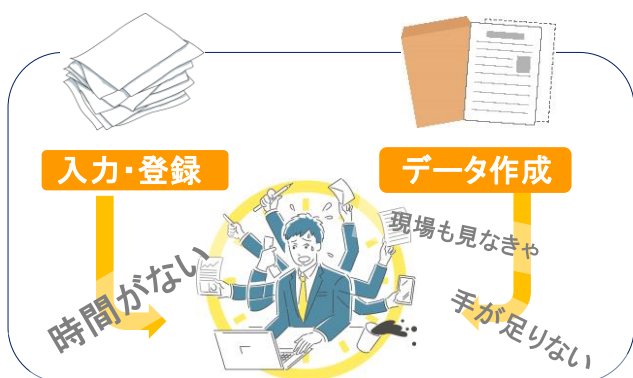 入力・登録
データ作成
時間がない
現場も見なきゃ
手が足りない